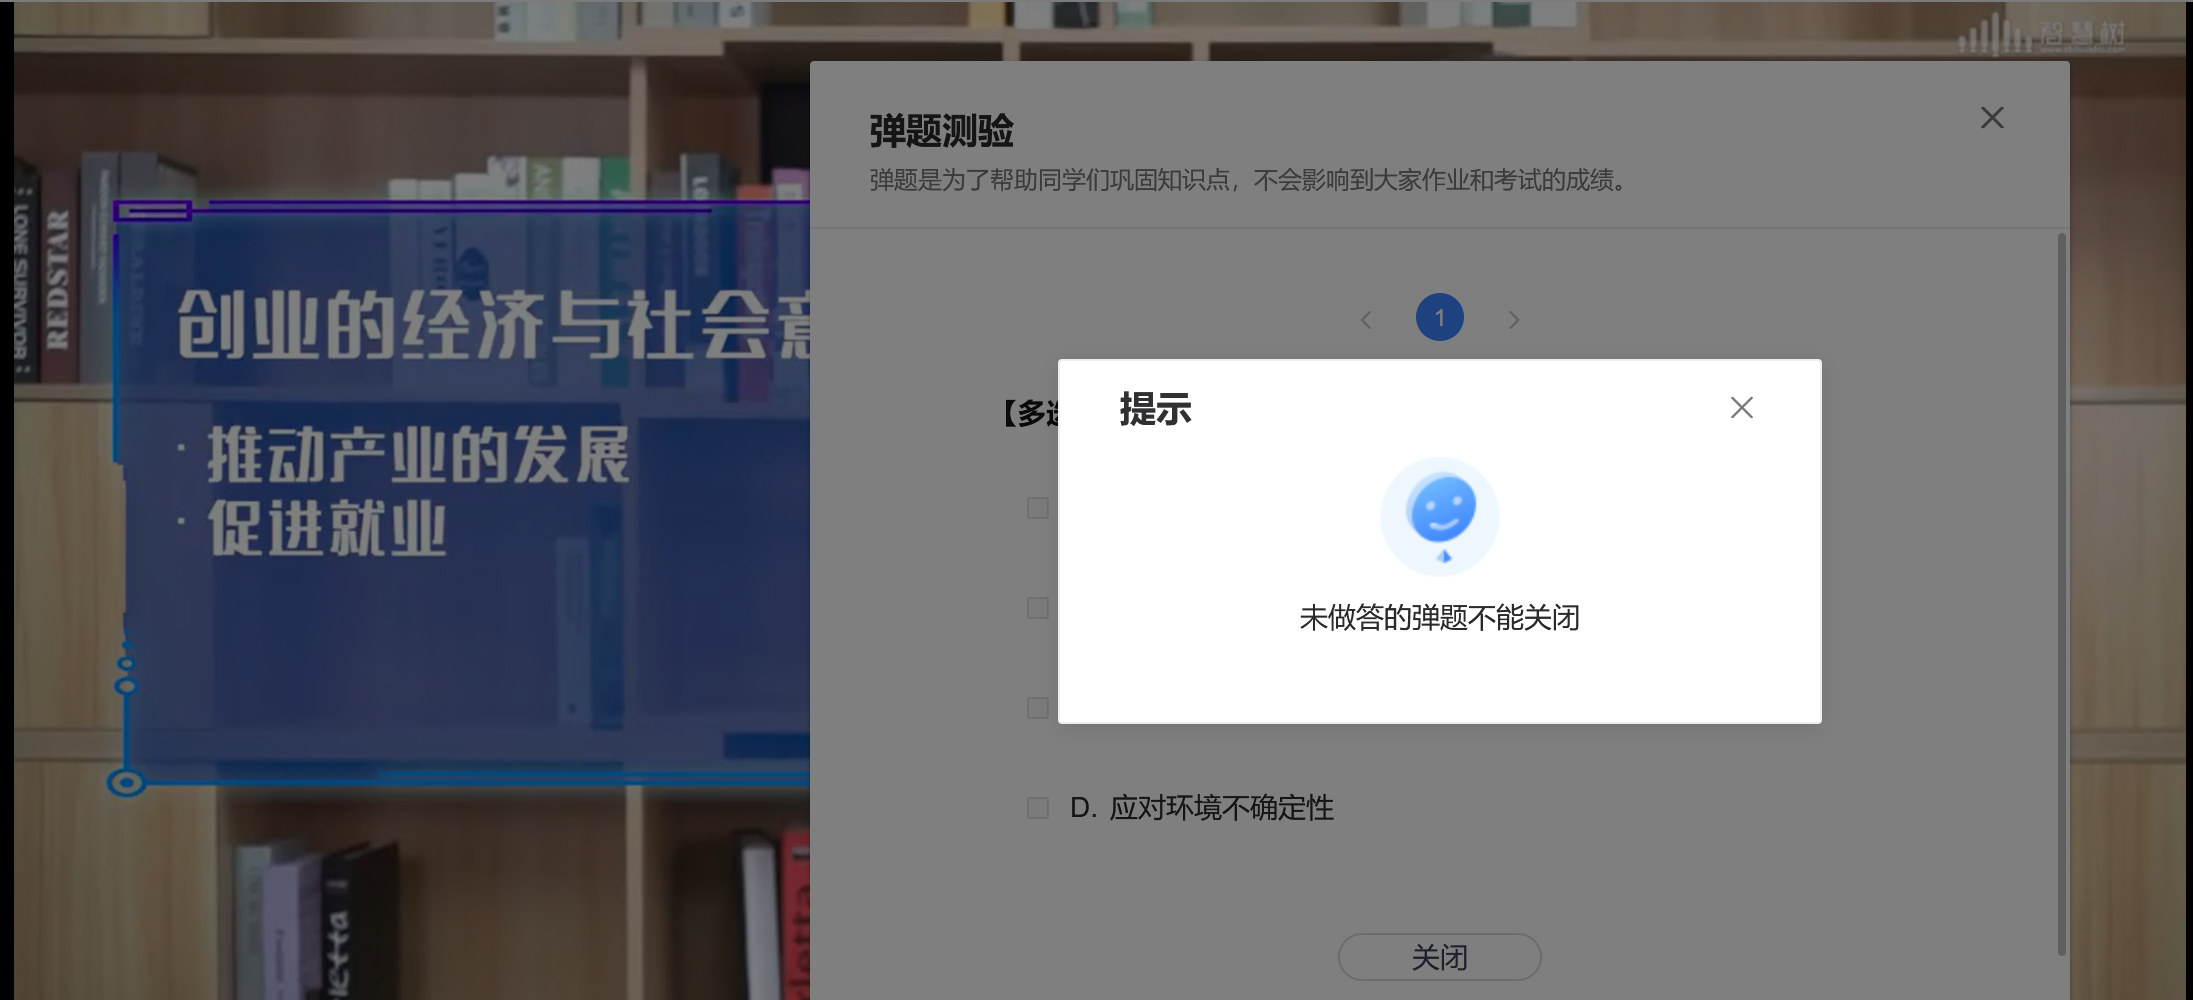 智慧树
弹题测验
弹题是为了帮助同学们巩固知识点，不会影响到大家作业和考试的成绩。
LONE SURVIVOR:
REDSTAR
创业的经济与社会
· 推动产业的发展
· 促进就业
1
【多
提示
未做答的弹题不能关闭
D. 应对环境不确定性
关闭
letta